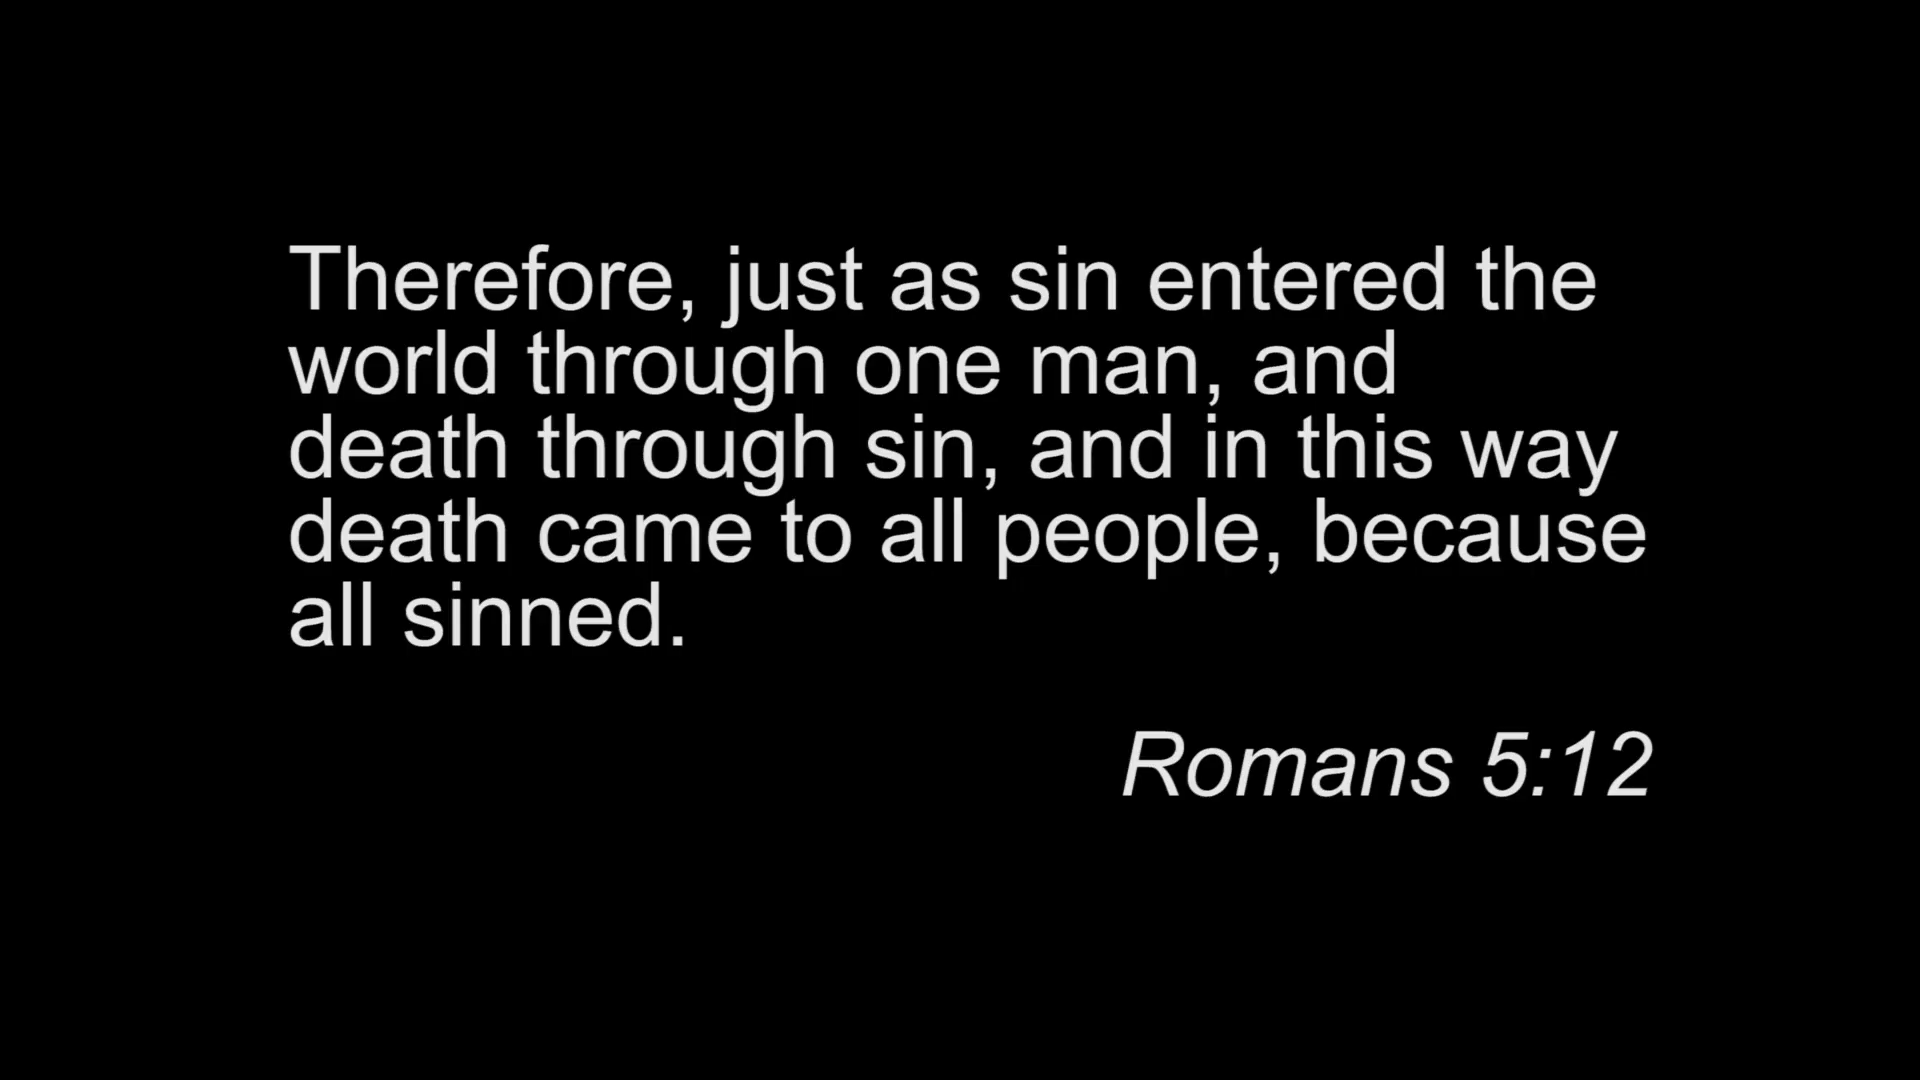 Therefore, just as sin entered the
world through one man, and
death through sin, and in this way
death came to all people, because
all sinned.
Romans 5:12